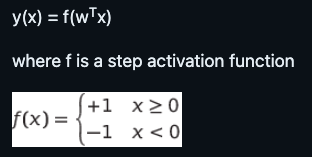 y(x) = f(wᵀx)
where f is a step activation function
f(x) = { +1 x ≥ 0
−1 x < 0